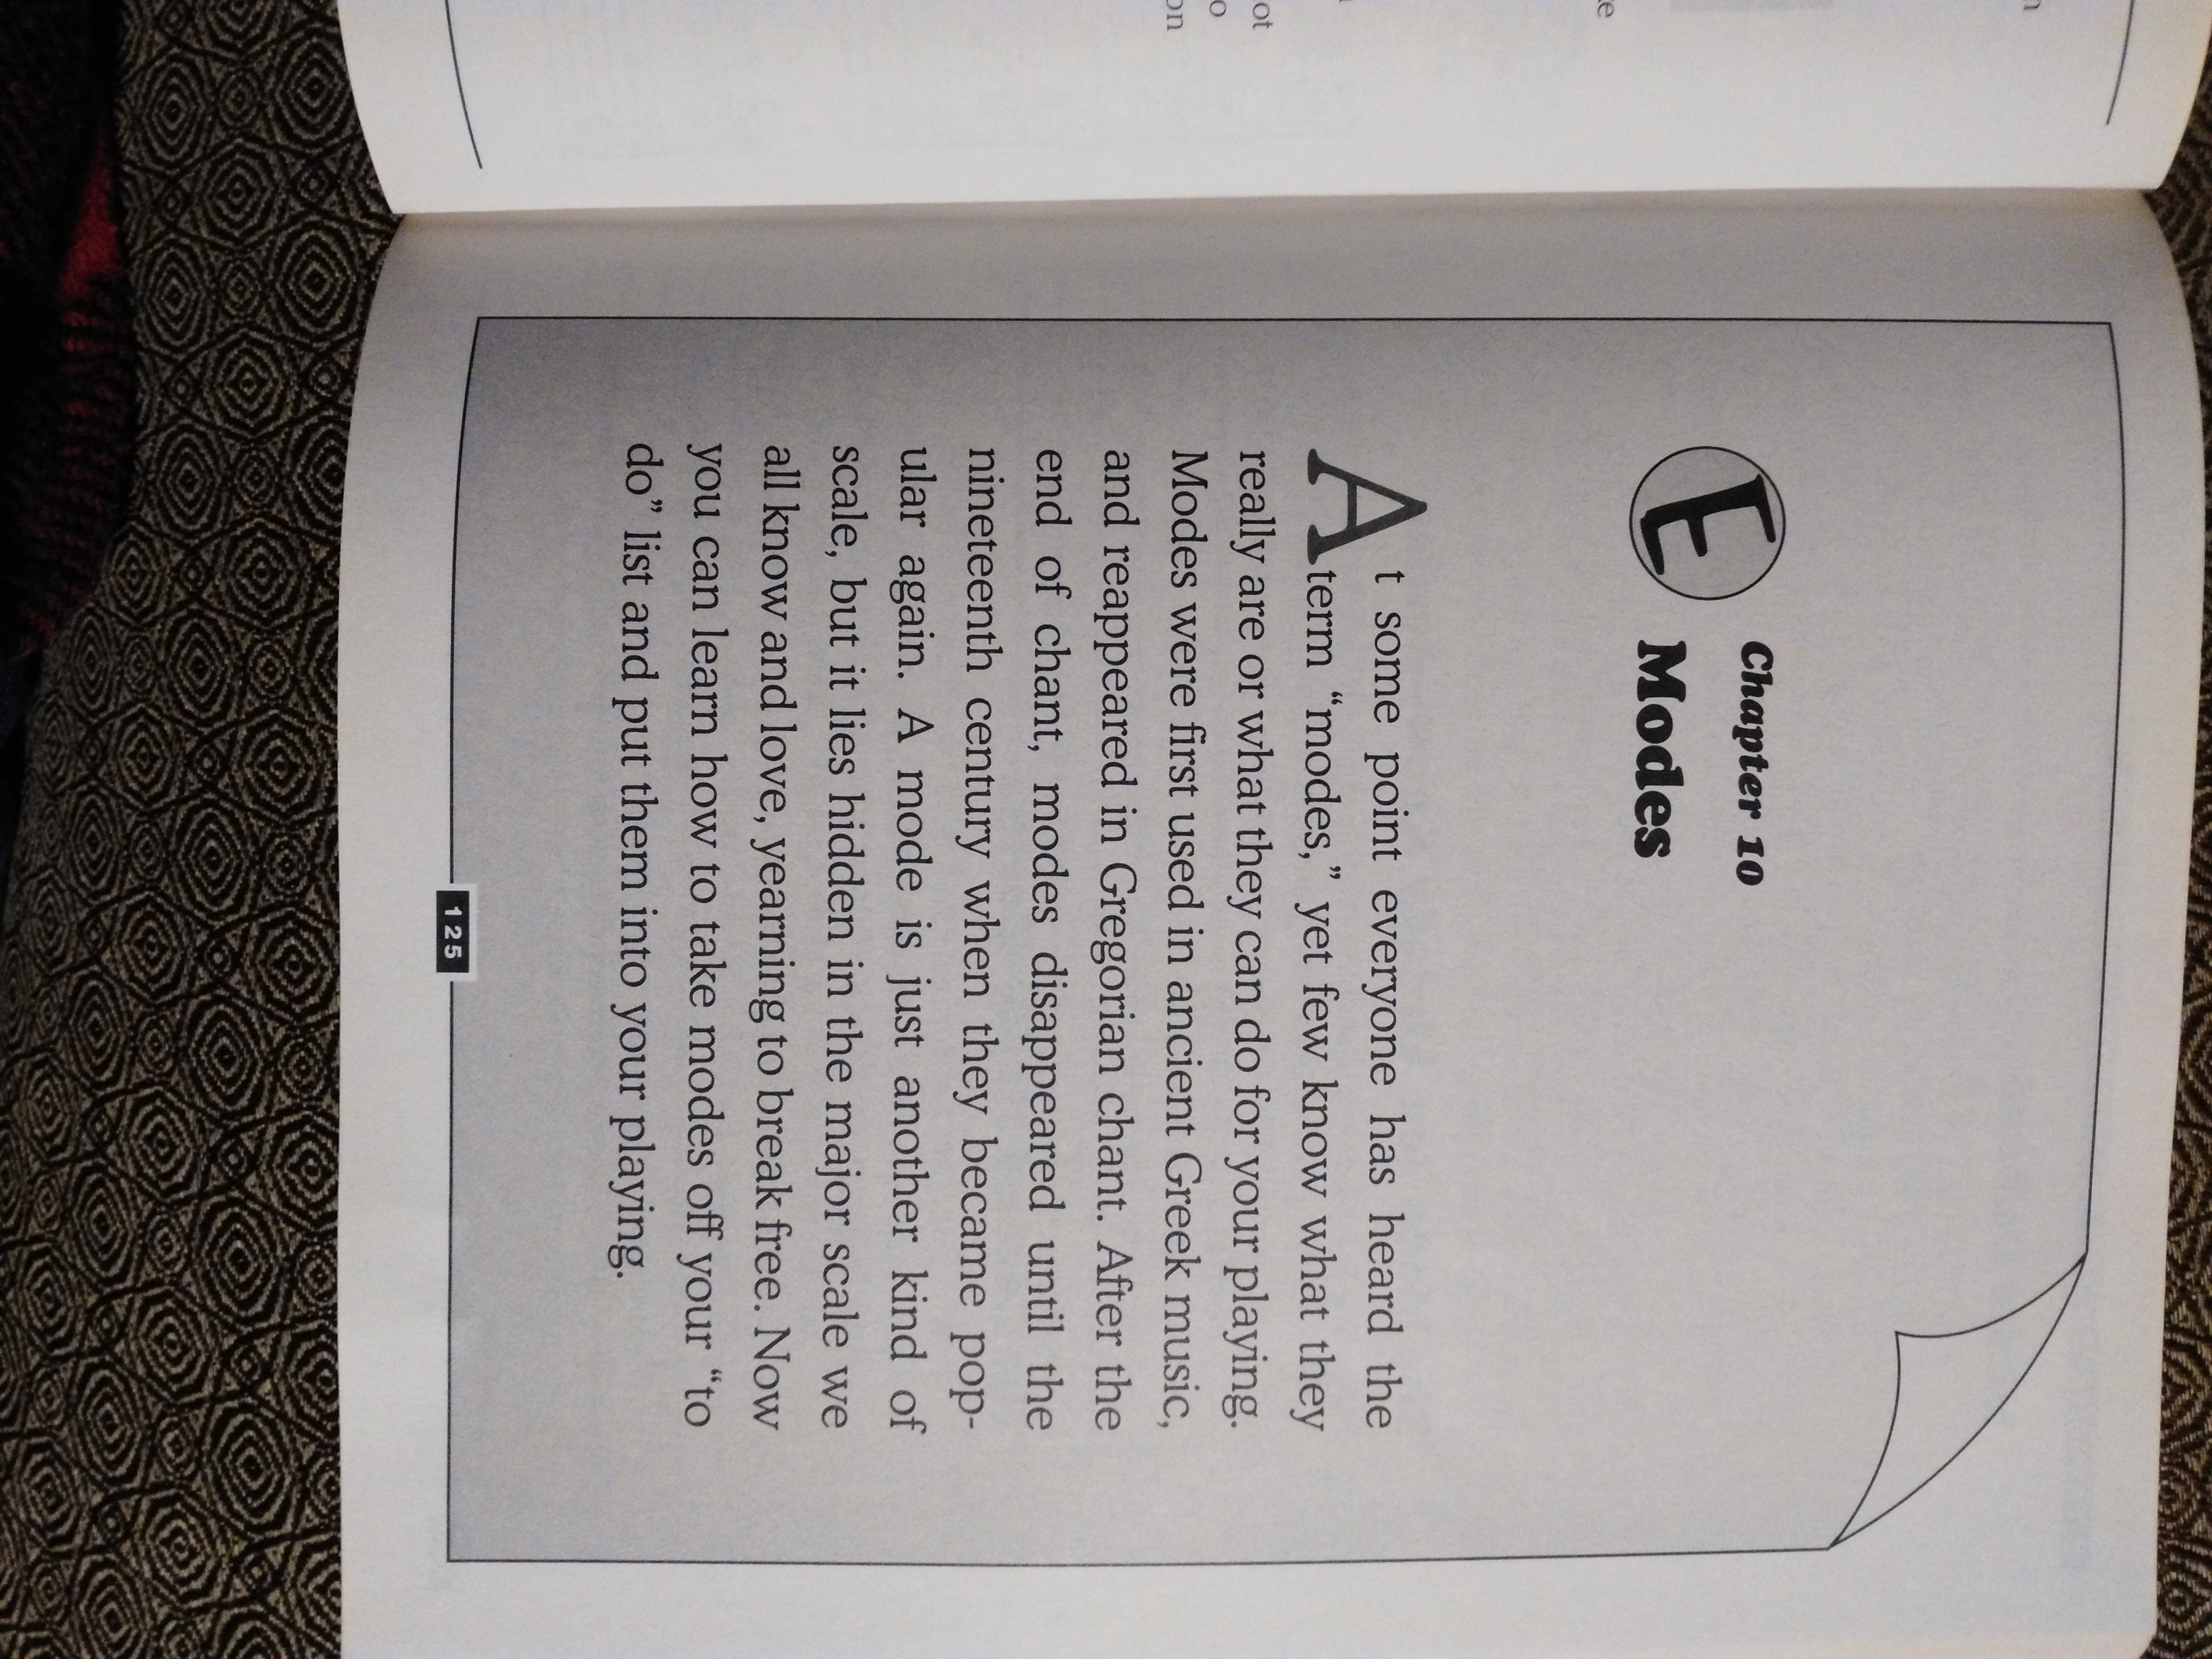 ot
o
on
e
Chapter 10
E
Modes
At some point everyone has heard the
term “modes,” yet few know what they
really are or what they can do for your playing.
Modes were first used in ancient Greek music,
and reappeared in Gregorian chant. After the
end of chant, modes disappeared until the
nineteenth century when they became pop-
ular again. A mode is just another kind of
scale, but it lies hidden in the major scale we
all know and love, yearning to break free. Now
you can learn how to take modes off your “to
do” list and put them into your playing.
125